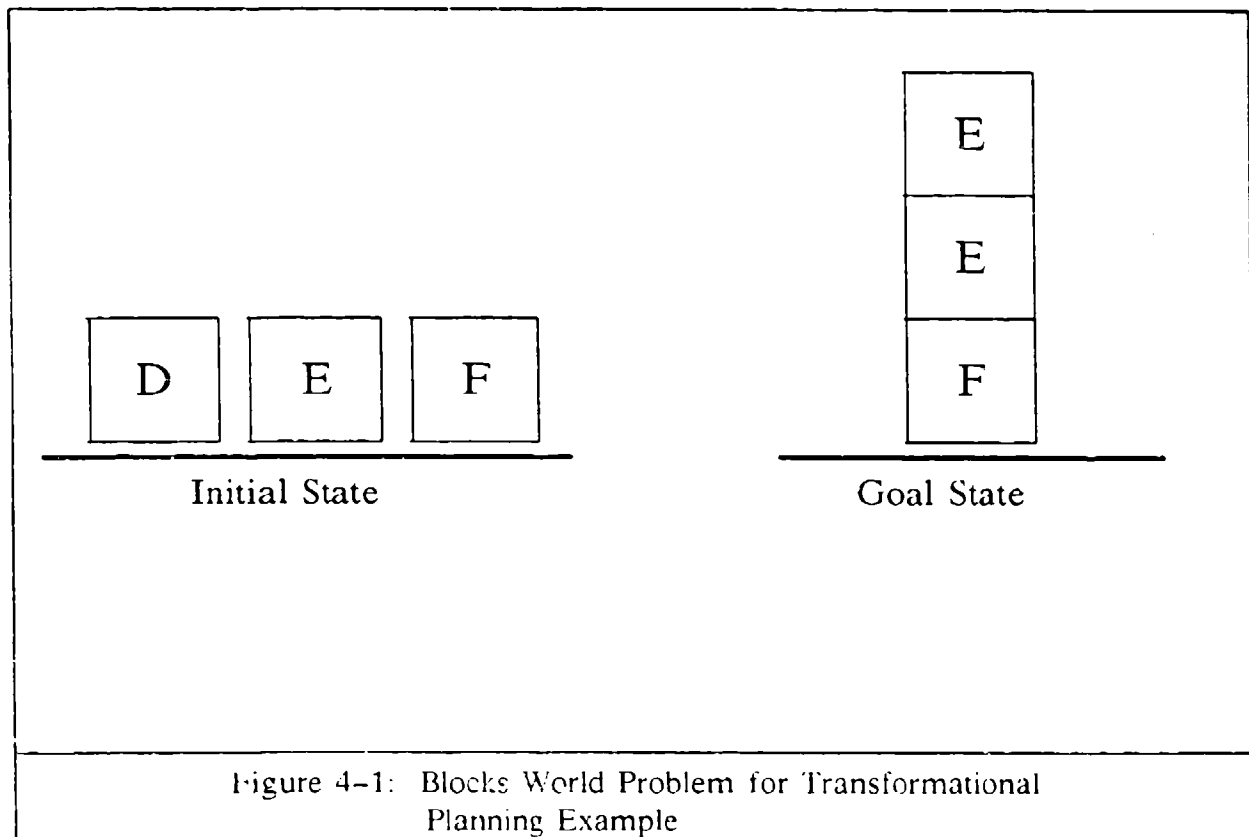 E
E
D E F F
Initial State Goal State
Figure 4-1: Blocks World Problem for Transformational
Planning Example